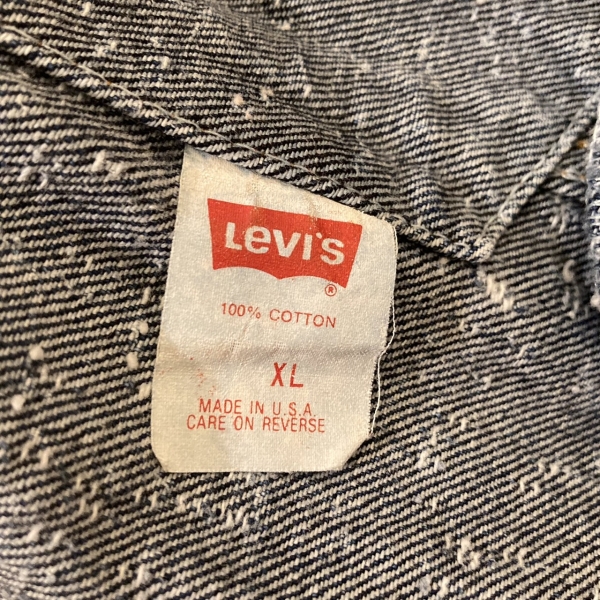 Levi's
®
100% COTTON
XL
MADE IN U.S.A.
CARE ON REVERSE